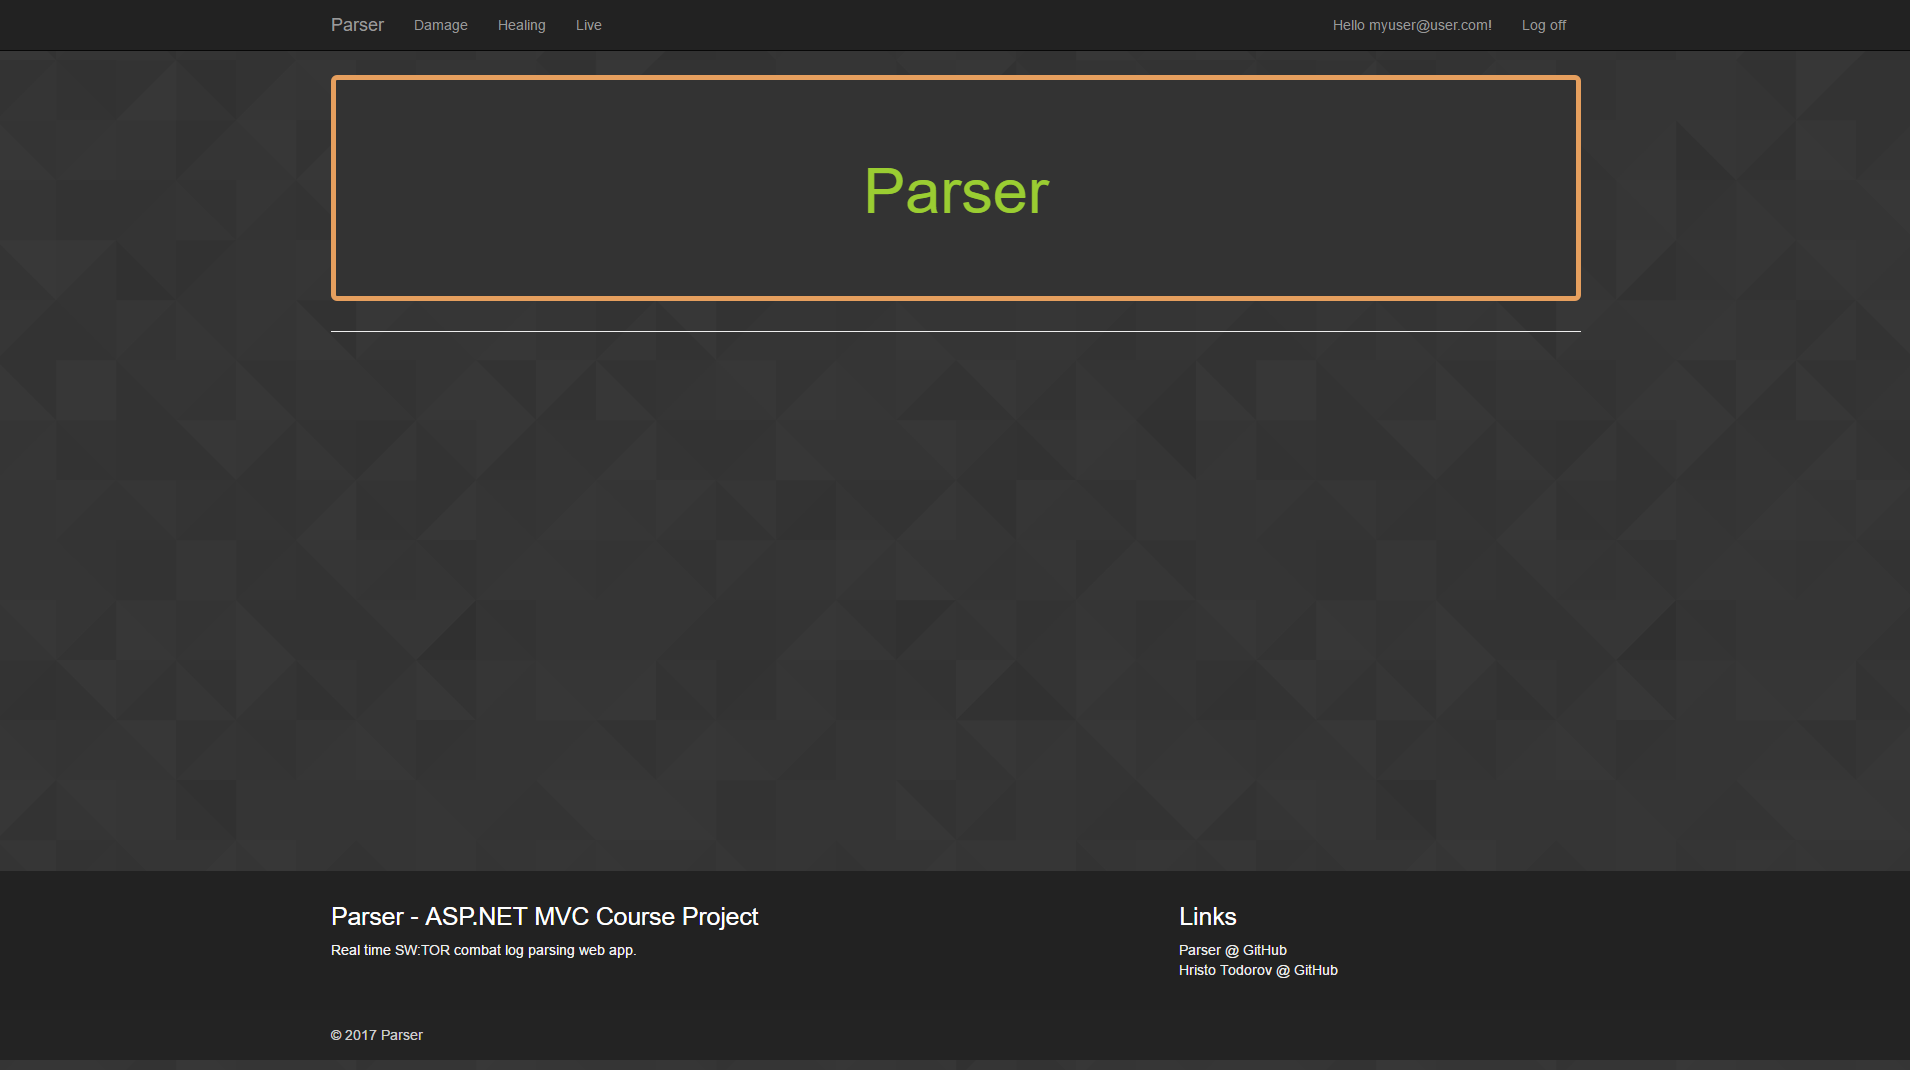 Parser Damage Healing Live Hello myuser@user.com! Log off
Parser
Parser - ASP.NET MVC Course Project
Real time SW:TOR combat log parsing web app.
Links
Parser @ GitHub
Hristo Todorov @ GitHub
© 2017 Parser